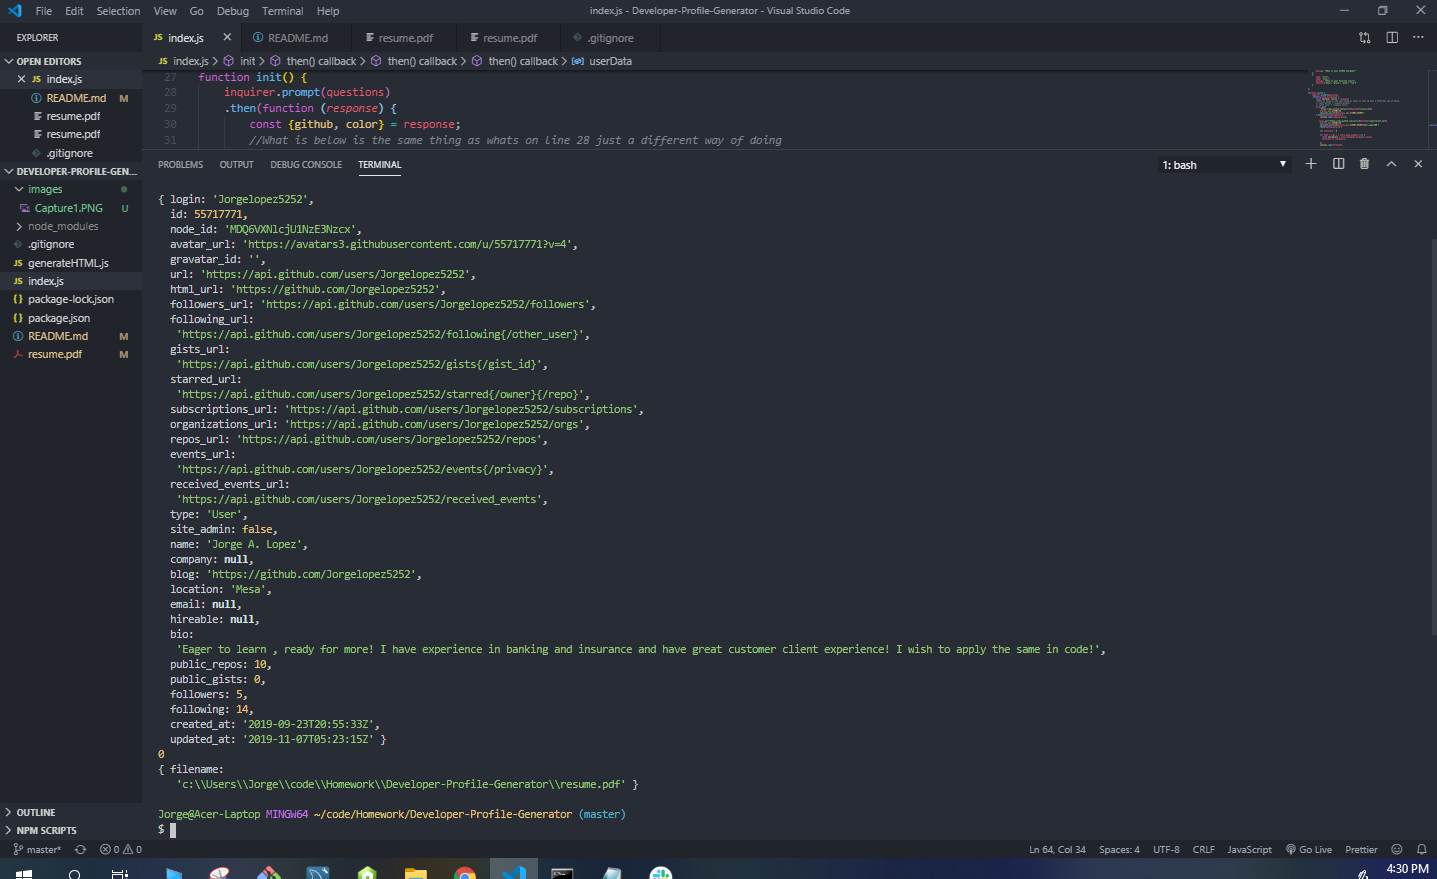 File Edit Selection View Go Debug Terminal Help
index.js - Developer-Profile-Generator - Visual Studio Code
EXPLORER
JS index.js README.md resume.pdf resume.pdf .gitignore
OPEN EDITORS
JS index.js
README.md M
resume.pdf
resume.pdf
.gitignore
DEVELOPER-PROFILE-GEN...
images
Capture1.PNG U
node_modules
.gitignore
JS generateHTML.js
JS index.js
{} package-lock.json
{} package.json
README.md M
resume.pdf M
OUTLINE
NPM SCRIPTS
JS index.js > init > then() callback > then() callback > then() callback > userData
27 function init() {
28 inquirer.prompt(questions)
29 .then(function (response) {
30 const {github, color} = response;
31 //What is below is the same thing as whats on line 28 just a different way of doing
PROBLEMS OUTPUT DEBUG CONSOLE TERMINAL
1: bash
{ login: 'Jorgelopez5252',
id: 55717771,
node_id: 'MDQ6VXNlcjU1NzE3Nzcx',
avatar_url: 'https://avatars3.githubusercontent.com/u/55717771?v=4',
gravatar_id: '',
url: 'https://api.github.com/users/Jorgelopez5252',
html_url: 'https://github.com/Jorgelopez5252',
followers_url: 'https://api.github.com/users/Jorgelopez5252/followers',
following_url:
'https://api.github.com/users/Jorgelopez5252/following{/other_user}',
gists_url:
'https://api.github.com/users/Jorgelopez5252/gists{/gist_id}',
starred_url:
'https://api.github.com/users/Jorgelopez5252/starred{/owner}{/repo}',
subscriptions_url: 'https://api.github.com/users/Jorgelopez5252/subscriptions',
organizations_url: 'https://api.github.com/users/Jorgelopez5252/orgs',
repos_url: 'https://api.github.com/users/Jorgelopez5252/repos',
events_url:
'https://api.github.com/users/Jorgelopez5252/events{/privacy}',
received_events_url:
'https://api.github.com/users/Jorgelopez5252/received_events',
type: 'User',
site_admin: false,
name: 'Jorge A. Lopez',
company: null,
blog: 'https://github.com/Jorgelopez5252',
location: 'Mesa',
email: null,
hireable: null,
bio:
'Eager to learn , ready for more! I have experience in banking and insurance and have great customer client experience! I wish to apply the same in code!',
public_repos: 10,
public_gists: 0,
followers: 5,
following: 14,
created_at: '2019-09-23T20:55:33Z',
updated_at: '2019-11-07T05:23:15Z' }
0
{ filename:
'c:\\Users\\Jorge\\code\\Homework\\Developer-Profile-Generator\\resume.pdf' }
Jorge@Acer-Laptop MINGW64 ~/code/Homework/Developer-Profile-Generator (master)
$
master* 0 0 Ln 64, Col 34 Spaces: 4 UTF-8 CRLF JavaScript Go Live Prettier
4:30 PM